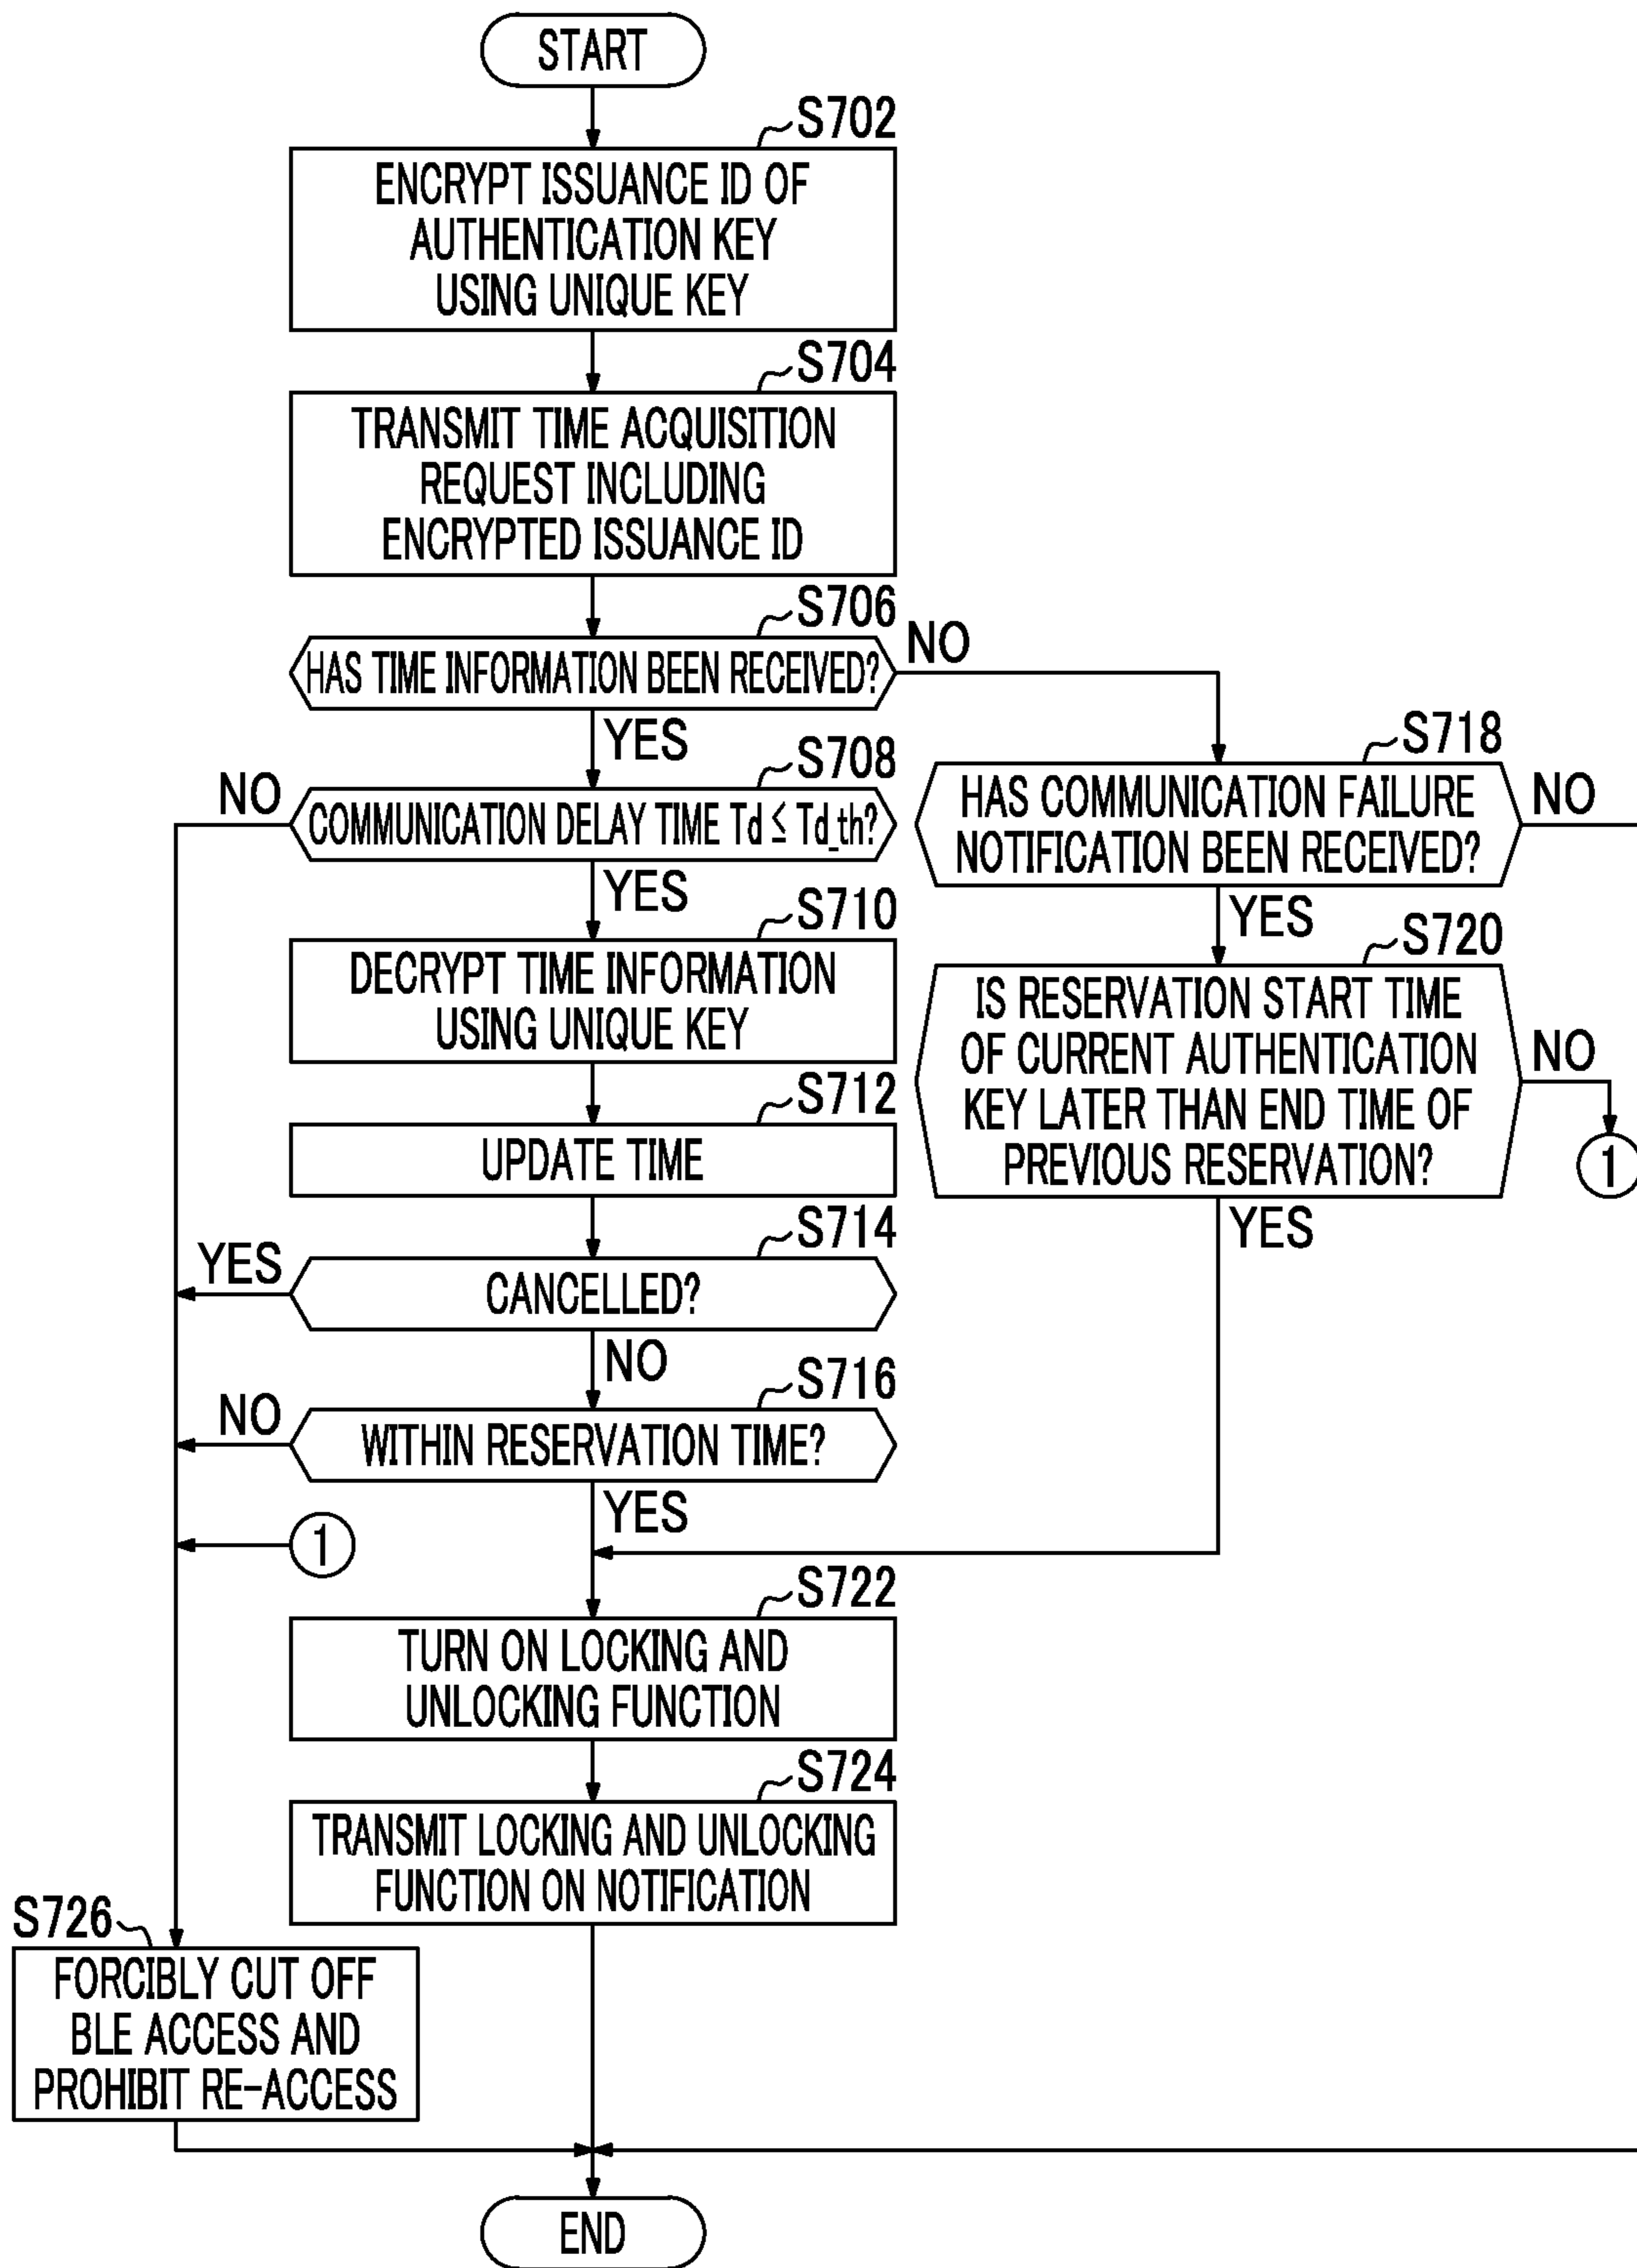 START
S702
ENCRYPT ISSUANCE ID OF
AUTHENTICATION KEY
USING UNIQUE KEY
S704
TRANSMIT TIME ACQUISITION
REQUEST INCLUDING
ENCRYPTED ISSUANCE ID
S706
HAS TIME INFORMATION BEEN RECEIVED?
NO
YES
S708
NO
COMMUNICATION DELAY TIME Td ≤ Td_th?
YES
S718
HAS COMMUNICATION FAILURE
NOTIFICATION BEEN RECEIVED?
NO
YES
S710
DECRYPT TIME INFORMATION
USING UNIQUE KEY
S720
IS RESERVATION START TIME
OF CURRENT AUTHENTICATION
KEY LATER THAN END TIME OF
PREVIOUS RESERVATION?
NO
1
YES
S712
UPDATE TIME
S714
YES
CANCELLED?
NO
S716
NO
WITHIN RESERVATION TIME?
YES
1
S722
TURN ON LOCKING AND
UNLOCKING FUNCTION
S724
TRANSMIT LOCKING AND UNLOCKING
FUNCTION ON NOTIFICATION
S726
FORCIBLY CUT OFF
BLE ACCESS AND
PROHIBIT RE-ACCESS
END